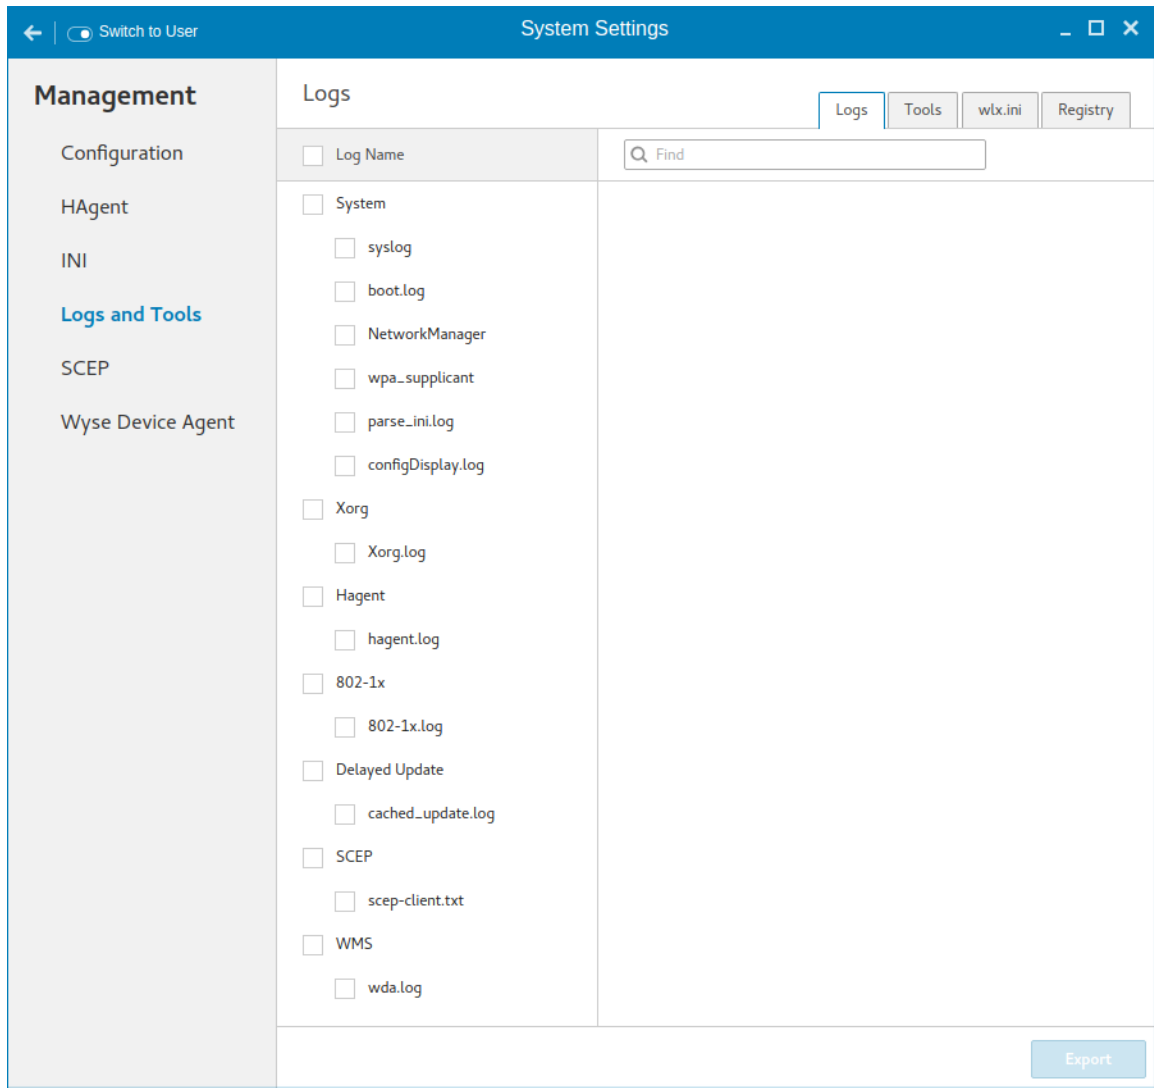 Switch to User
System Settings
Management
Configuration
HAgent
INI
Logs and Tools
SCEP
Wyse Device Agent
Logs
Logs
Tools
wlx.ini
Registry
Log Name
Find
System
syslog
boot.log
NetworkManager
wpa_supplicant
parse_ini.log
configDisplay.log
Xorg
Xorg.log
Hagent
hagent.log
802-1x
802-1x.log
Delayed Update
cached_update.log
SCEP
scep-client.txt
WMS
wda.log
Export